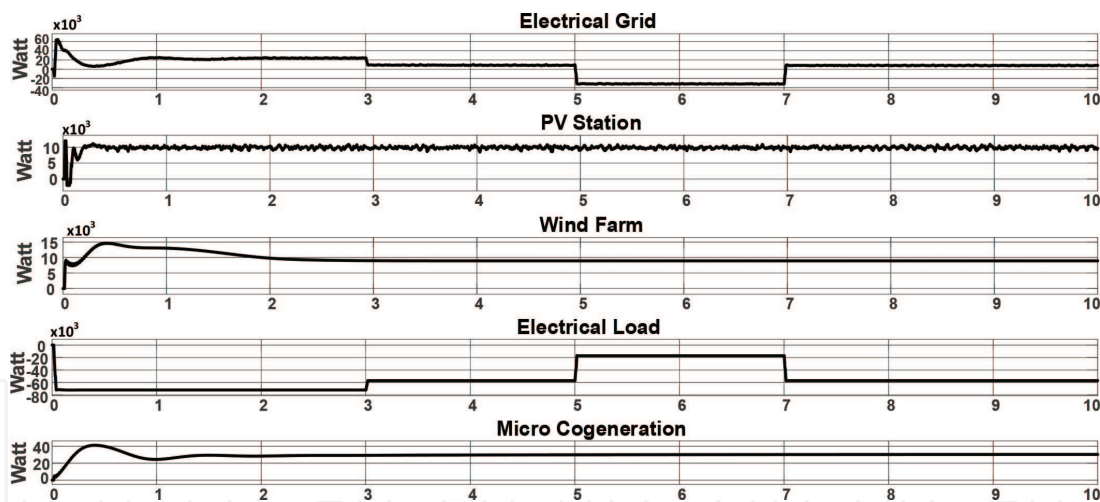 Electrical Grid
x10³
Watt
60
40
20
0
-20
-40
0 1 2 3 4 5 6 7 8 9 10
PV Station
x10³
Watt
10
5
0
0 1 2 3 4 5 6 7 8 9 10
Wind Farm
x10³
Watt
15
10
5
0
0 1 2 3 4 5 6 7 8 9 10
Electrical Load
x10³
Watt
0
-20
-40
-60
-80
0 1 2 3 4 5 6 7 8 9 10
Micro Cogeneration
Watt
40
20
0
0 1 2 3 4 5 6 7 8 9 10